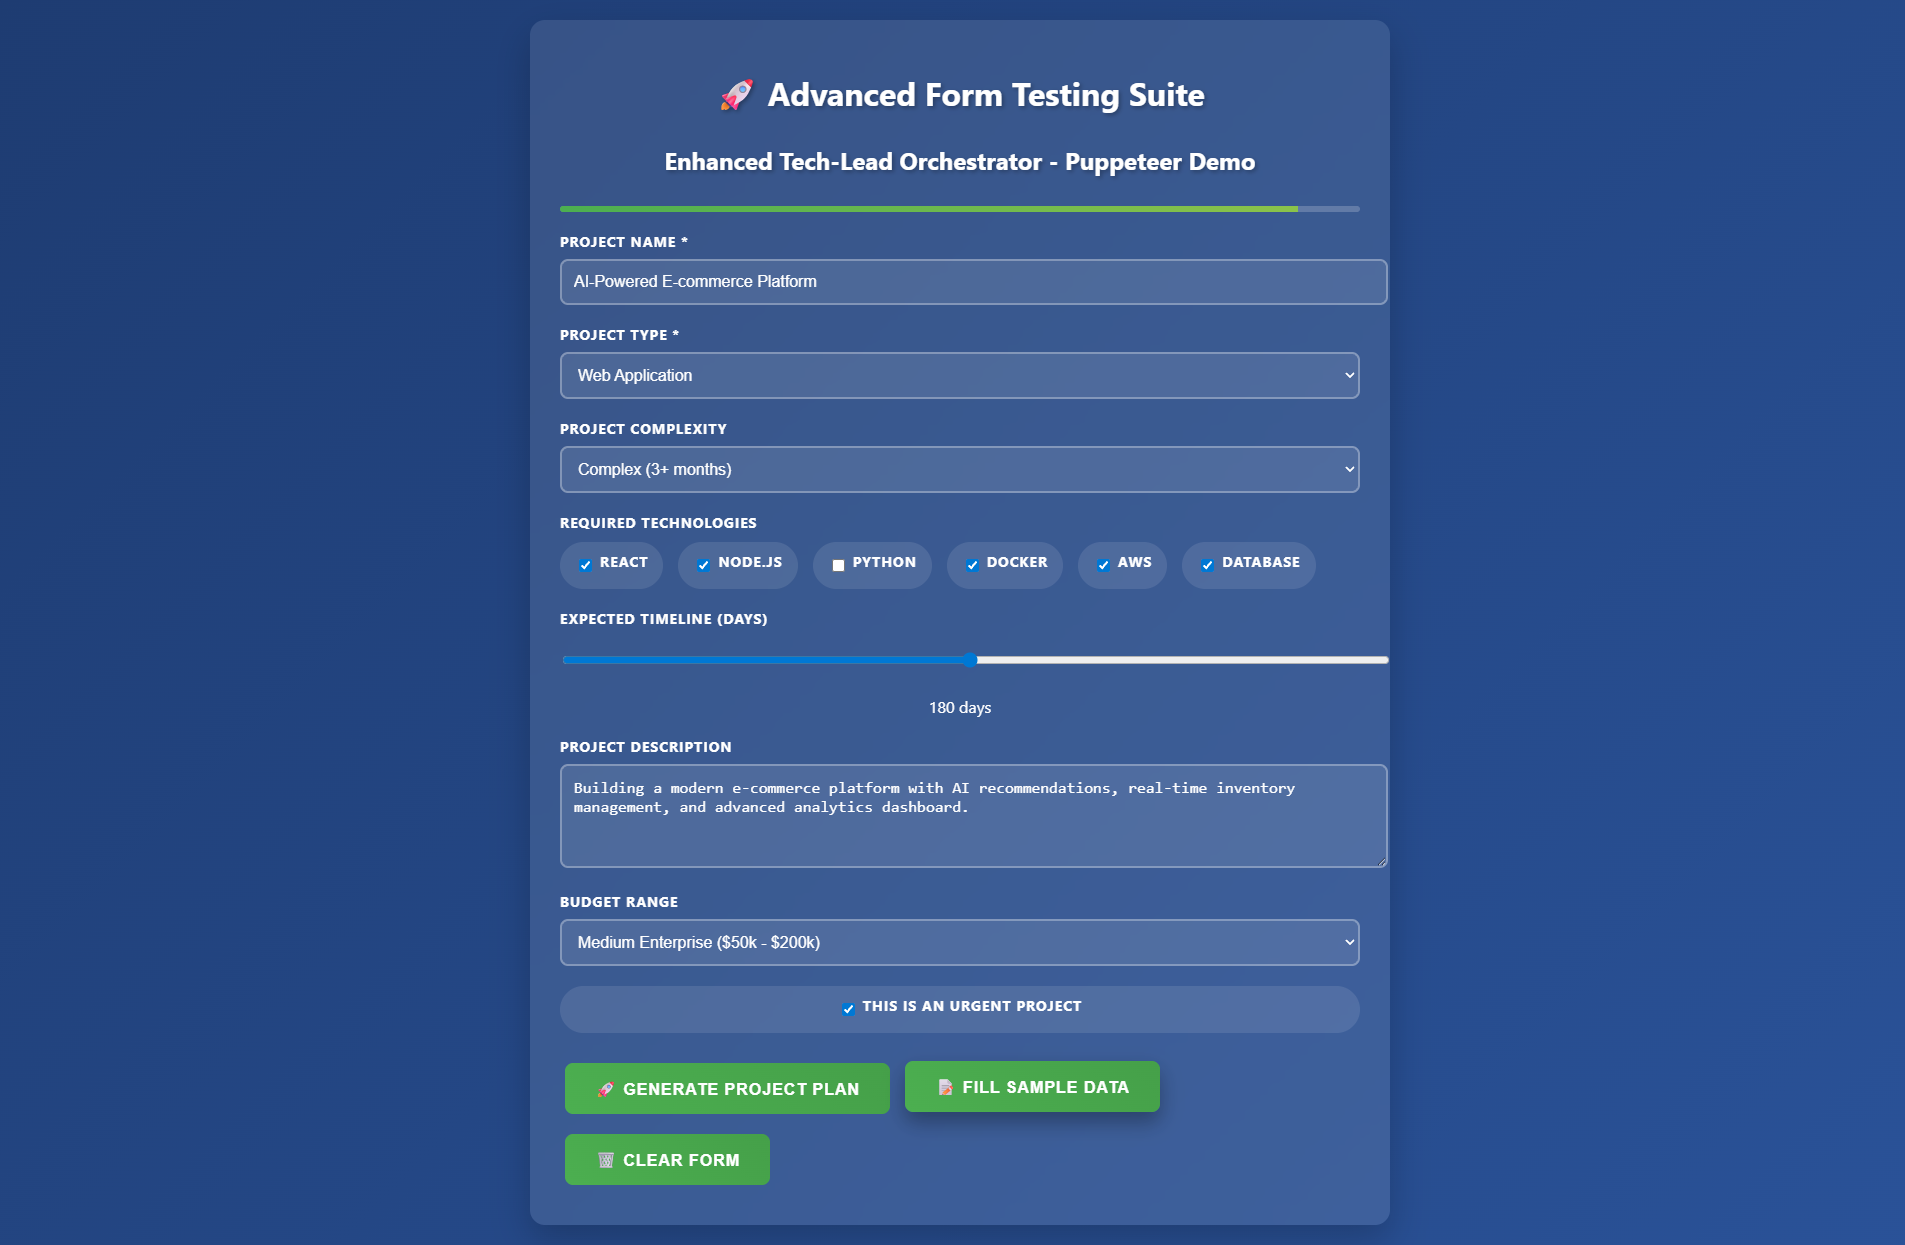 🚀 Advanced Form Testing Suite
Enhanced Tech-Lead Orchestrator - Puppeteer Demo
PROJECT NAME *
AI-Powered E-commerce Platform
PROJECT TYPE *
Web Application
PROJECT COMPLEXITY
Complex (3+ months)
REQUIRED TECHNOLOGIES
REACT NODE.JS PYTHON DOCKER AWS DATABASE
EXPECTED TIMELINE (DAYS)
180 days
PROJECT DESCRIPTION
Building a modern e-commerce platform with AI recommendations, real-time inventory
management, and advanced analytics dashboard.
BUDGET RANGE
Medium Enterprise ($50k - $200k)
THIS IS AN URGENT PROJECT
🚀 GENERATE PROJECT PLAN 📝 FILL SAMPLE DATA
🗑️ CLEAR FORM